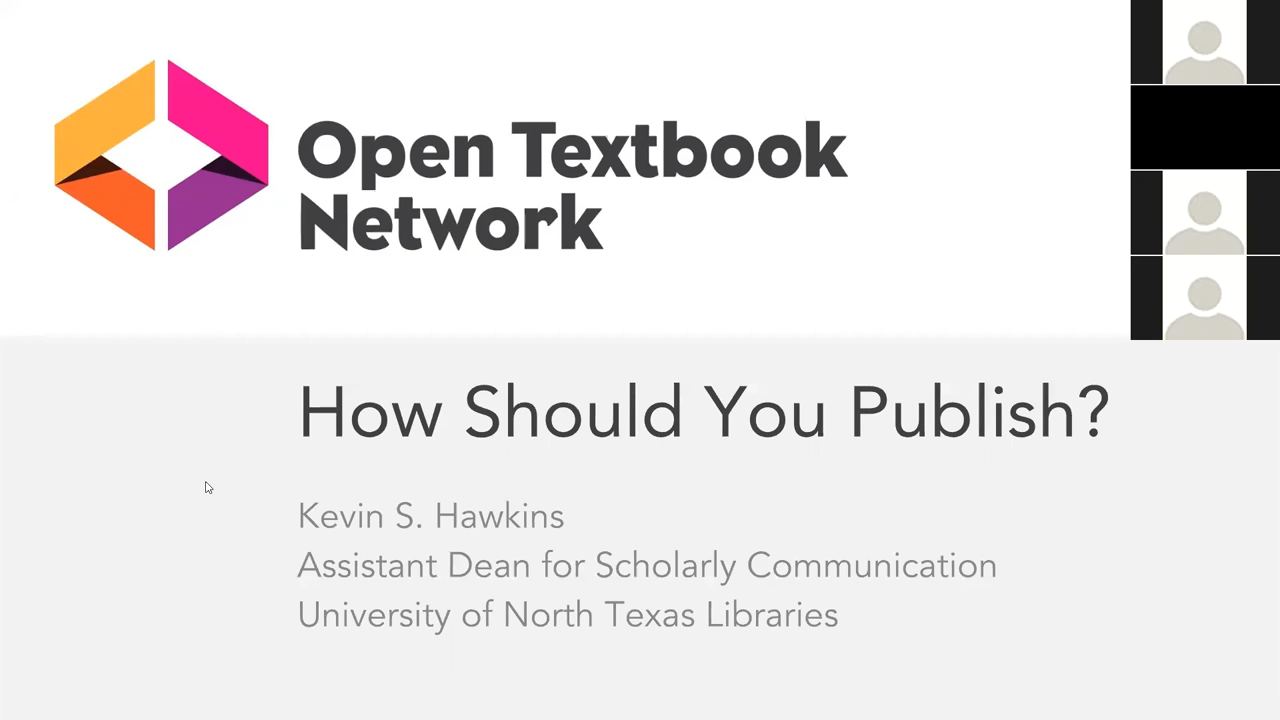 Open Textbook
Network
How Should You Publish?
Kevin S. Hawkins
Assistant Dean for Scholarly Communication
University of North Texas Libraries